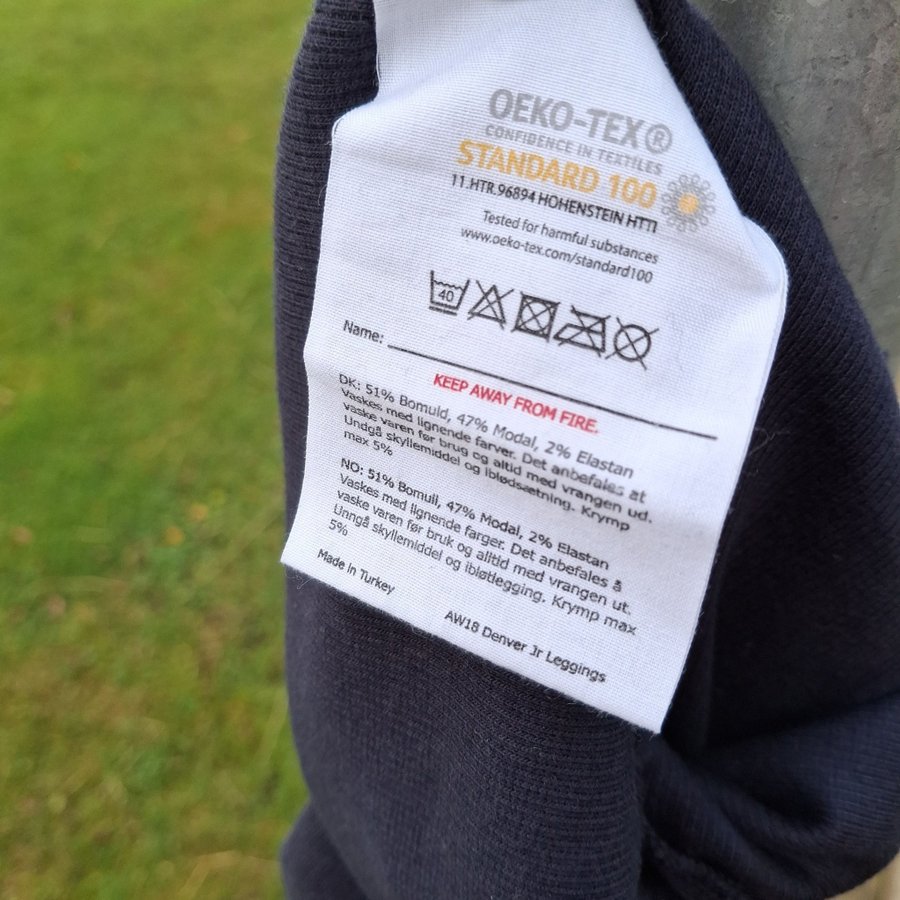 OEKO-TEX®
CONFIDENCE IN TEXTILES
STANDARD 100
11.HTR.96894 HOHENSTEIN HTTI
Tested for harmful substances
www.oeko-tex.com/standard100
40
Name:
KEEP AWAY FROM FIRE.
DK: 51% Bomuld, 47% Modal, 2% Elastan
Vaskes med lignende farver. Det anbefales at
vaske varen før brug og altid med vrangen ud.
Undgå skyllemiddel og iblødsætning. Krymp
max 5%
NO: 51% Bomull, 47% Modal, 2% Elastan
Vaskes med lignende farger. Det anbefales å
vaske varen før bruk og alltid med vrangen ut.
Unngå skyllemiddel og ibløtlegging. Krymp max
5%
Made in Turkey
AW18 Denver Jr Leggings